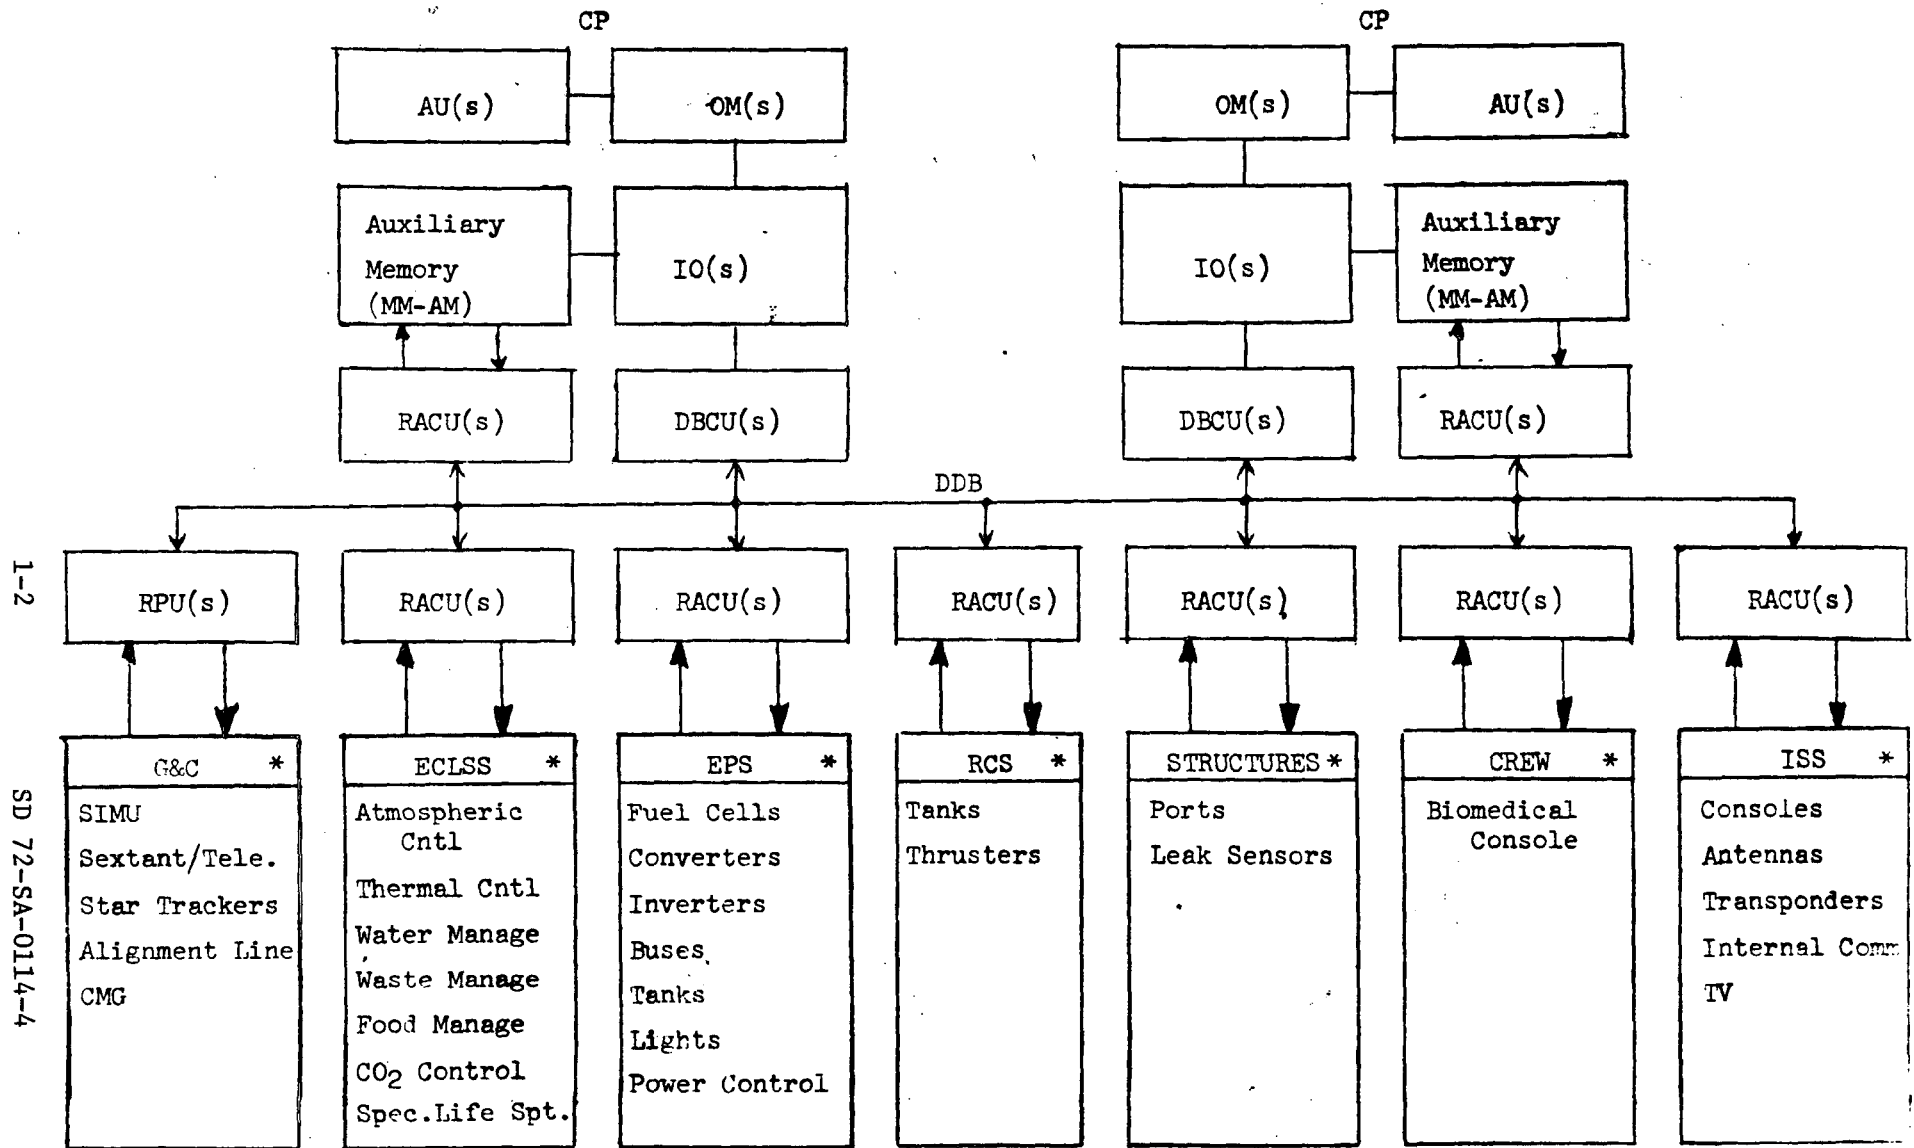 CP
CP
AU(s)
OM(s)
OM(s)
AU(s)
Auxiliary
Memory
(MM-AM)
IO(s)
IO(s)
Auxiliary
Memory
(MM-AM)
RACU(s)
DBCU(s)
DBCU(s)
RACU(s)
DDB
RPU(s)
RACU(s)
RACU(s)
RACU(s)
RACU(s)
RACU(s)
RACU(s)
G&C *
SIMU
Sextant/Tele.
Star Trackers
Alignment Line
CMG
ECLSS *
Atmospheric
Cntl
Thermal Cntl
Water Manage
Waste Manage
Food Manage
CO2 Control
Spec.Life Spt.
EPS *
Fuel Cells
Converters
Inverters
Buses
Tanks
Lights
Power Control
RCS *
Tanks
Thrusters
STRUCTURES *
Ports
Leak Sensors
CREW *
Biomedical
Console
ISS *
Consoles
Antennas
Transponders
Internal Comm
TV
1-2
SD 72-SA-0114-4